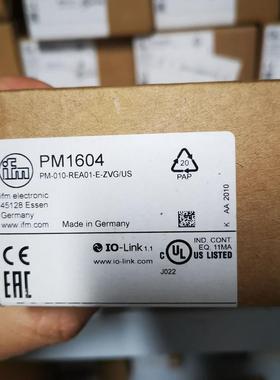 ifm
PM1604
PM-010-REA01-E-ZVG/US
ifm electronic
45128 Essen
Germany
www.ifm.com
Made in Germany
20
PAP
K AA 2010
CE
EAC
IO-Link 1.1
www.io-link.com
C UL US LISTED
IND. CONT.
EQ. 11MA
J022